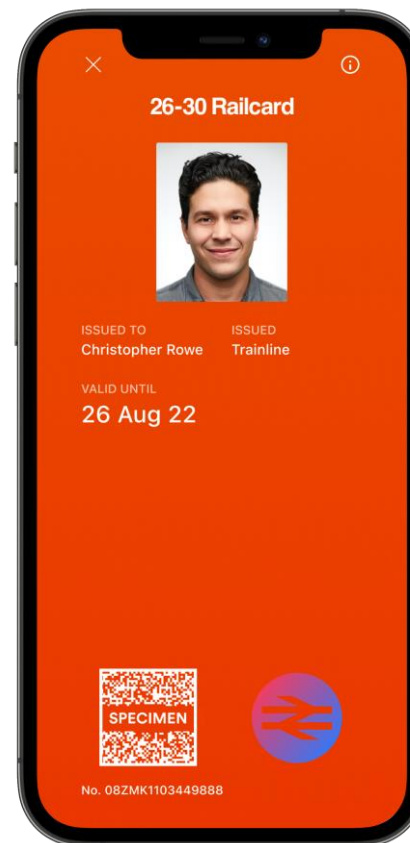 26-30 Railcard
ISSUED TO ISSUED
Christopher Rowe Trainline
VALID UNTIL
26 Aug 22
SPECIMEN
No. 08ZMK1103449888